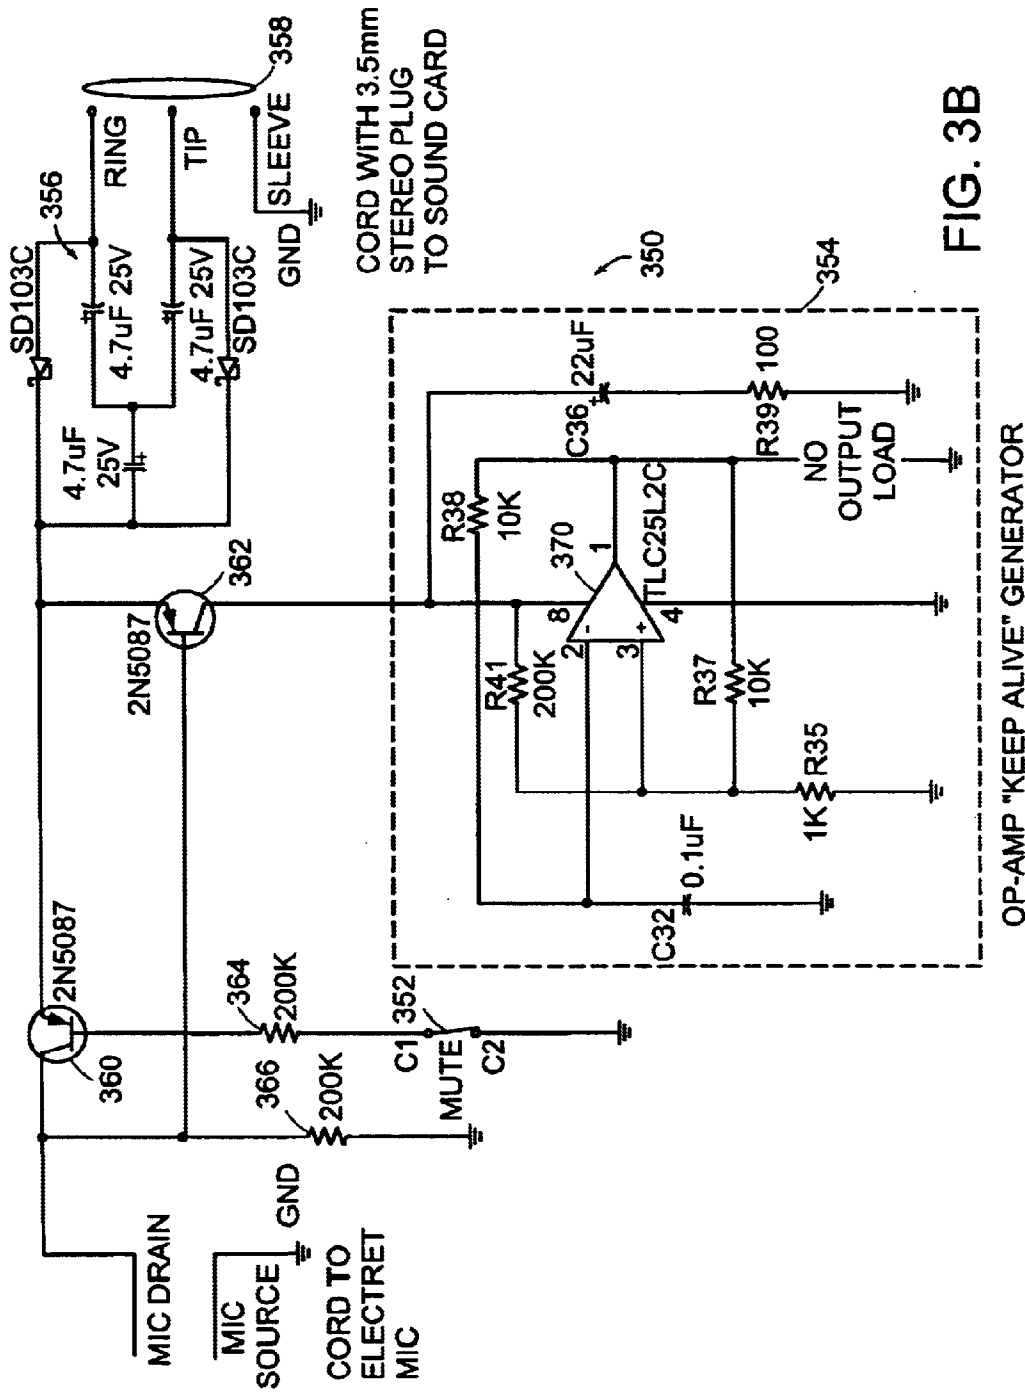 MIC DRAIN
MIC
SOURCE
GND
CORD TO
ELECTRET
MIC
360
2N5087
366
200K
364
200K
C1
352
MUTE
C2
2N5087
362
4.7uF
25V
SD103C
356
4.7uF 25V
4.7uF 25V
SD103C
RING
TIP
SLEEVE
GND
358
CORD WITH 3.5mm
STEREO PLUG
TO SOUND CARD
350
354
C32
0.1uF
R41
200K
R38
10K
8
2
-
3
+
4
1
370
TLC25L2C
R37
10K
1K
R35
C36
+
22uF
R39
100
NO
OUTPUT
LOAD
OP-AMP "KEEP ALIVE" GENERATOR
FIG. 3B